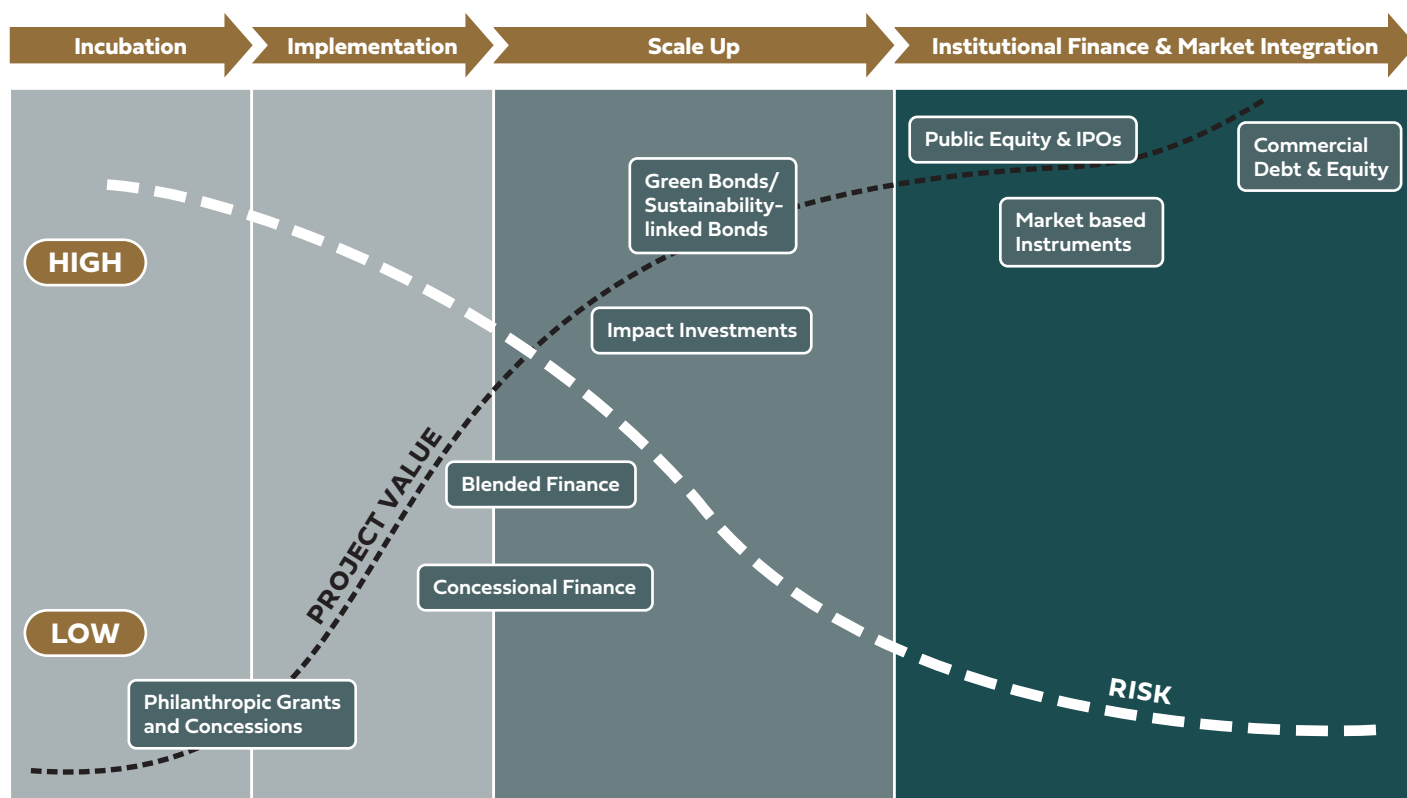 Incubation
Implementation
Scale Up
Institutional Finance & Market Integration
Public Equity & IPOs
Commercial
Debt & Equity
Green Bonds/
Sustainability-
linked Bonds
Market based
Instruments
HIGH
Impact Investments
PROJECT VALUE
Blended Finance
Concessional Finance
LOW
Philanthropic Grants
and Concessions
RISK